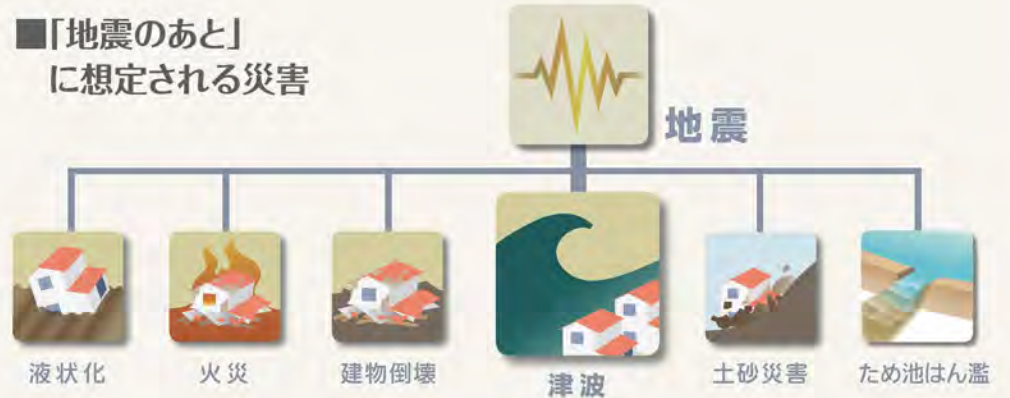 ■「地震のあと」
に想定される災害
地震
液状化
火災
建物倒壊
津波
土砂災害
ため池はん濫